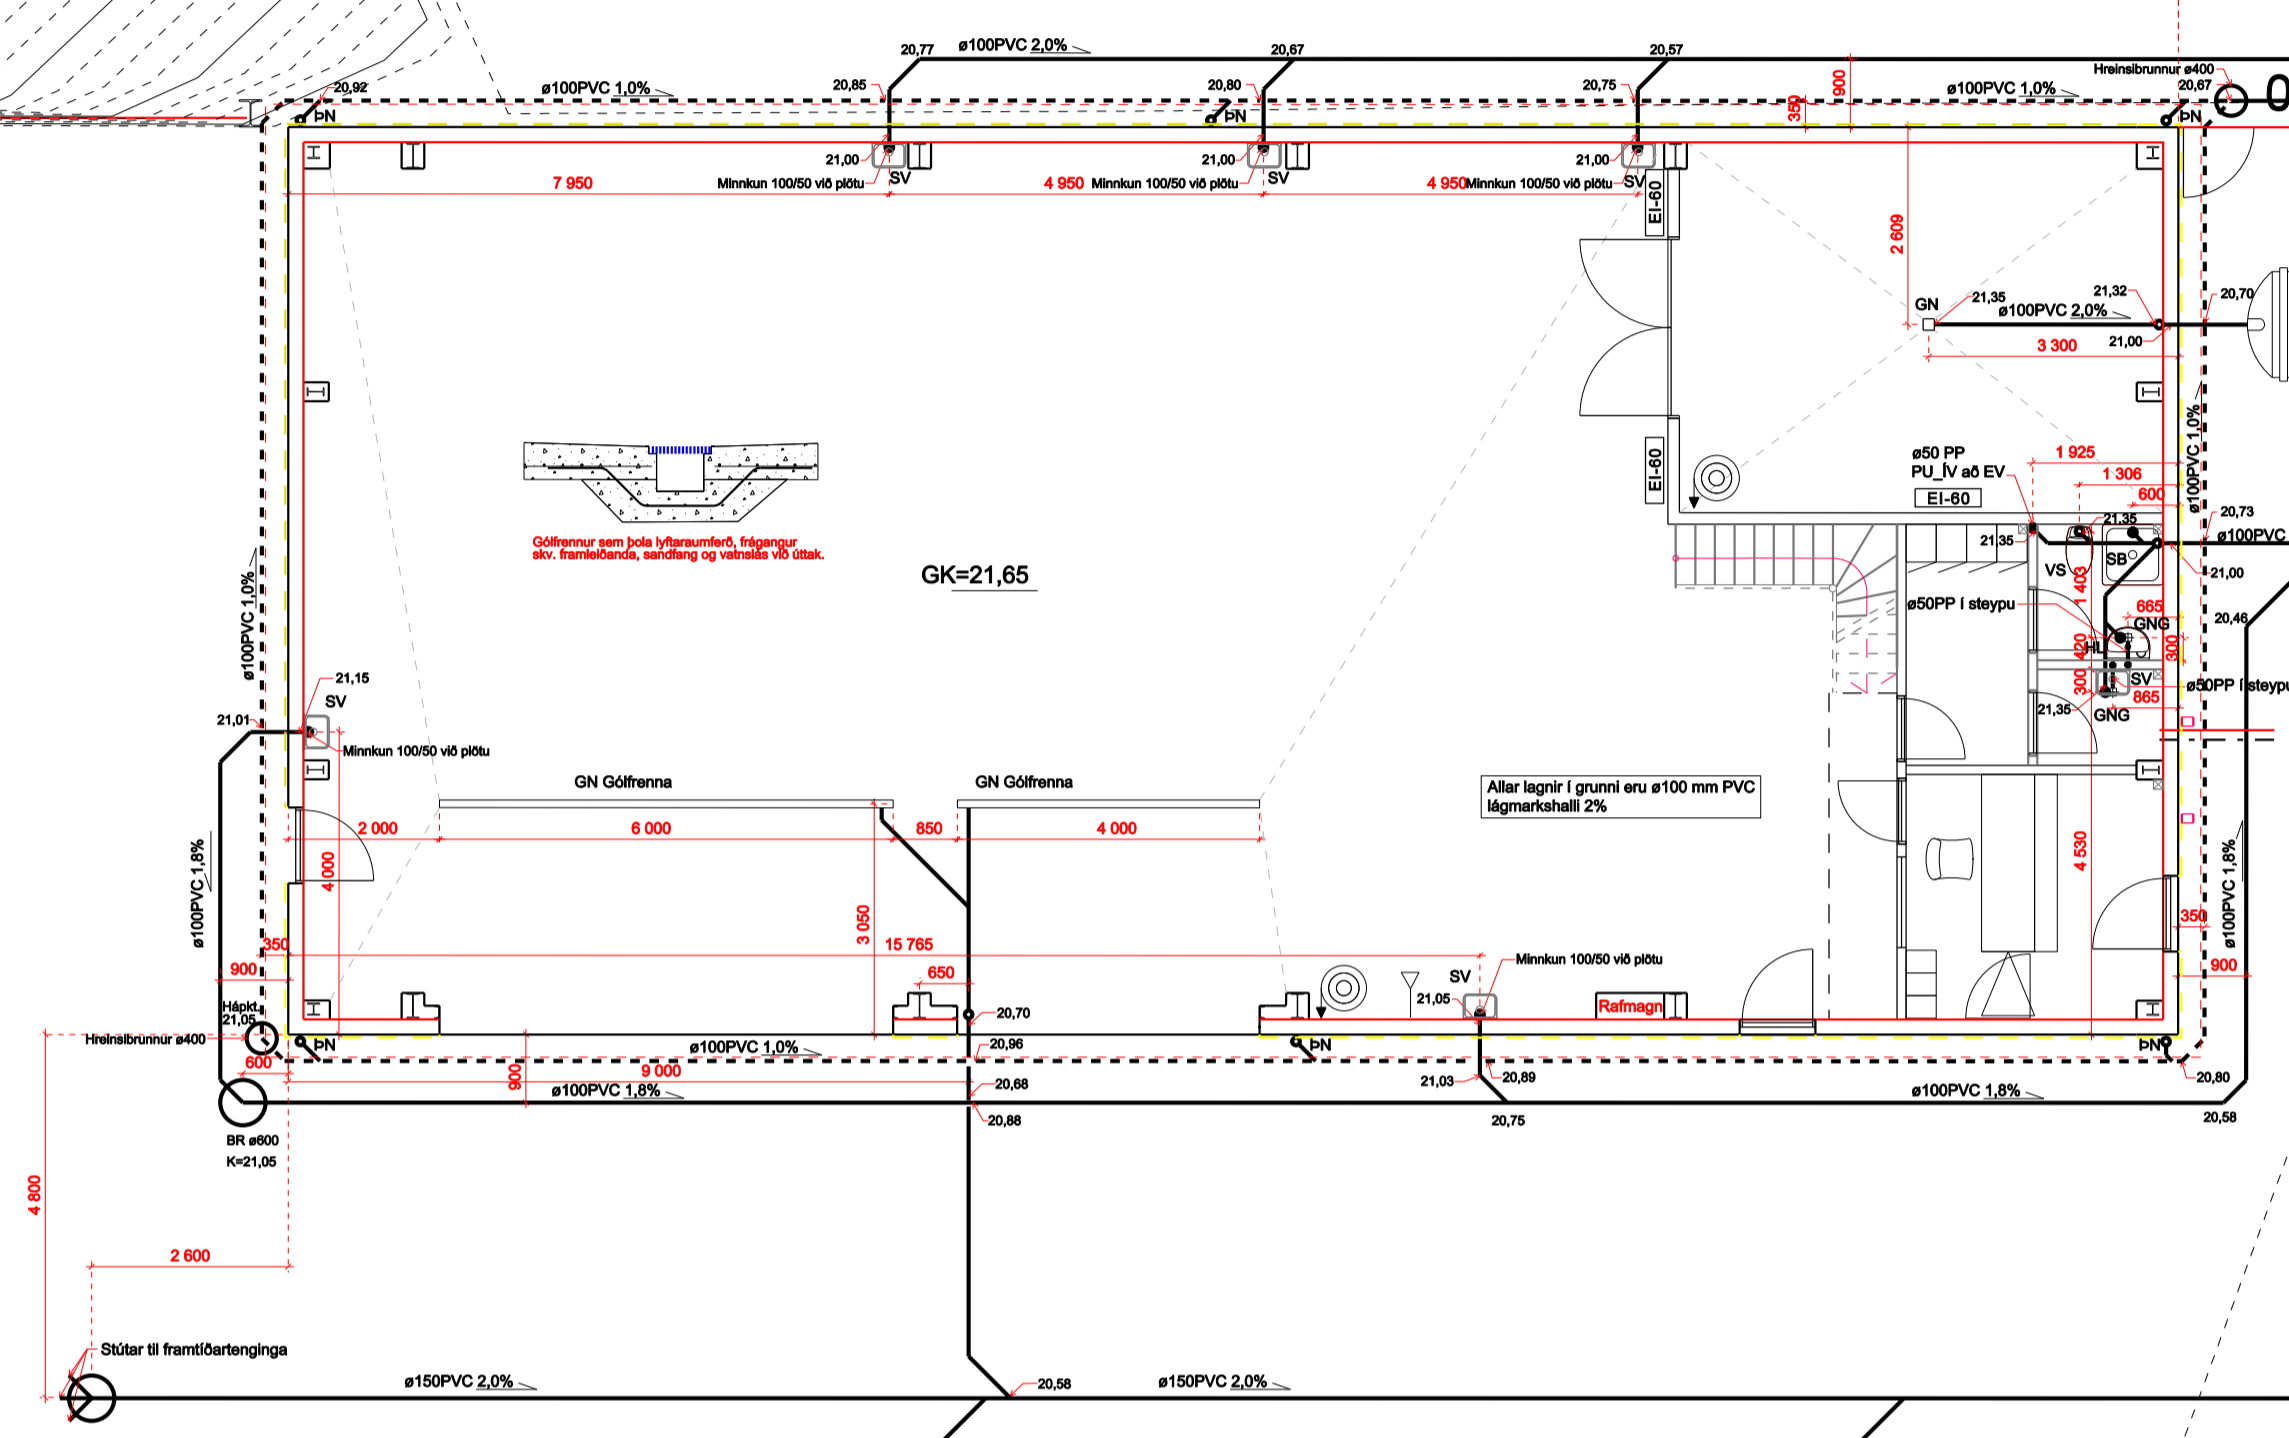 20,77
ø100PVC 2,0%
20,67
20,57
Hreinsibrunnur ø400
20,92
ø100PVC 1,0%
20,85
20,80
20,75
900
ø100PVC 1,0%
20,67
ÞN
ÞN
350
ÞN
21,00
21,00
21,00
7 950
Minnkun 100/50 við plötu
SV
4 950
Minnkun 100/50 við plötu
SV
4 950
Minnkun 100/50 við plötu
SV
EI-60
2 609
GN
21,35
21,32
20,70
ø100PVC 2,0%
21,00
3 300
ø100PVC 1,0%
EI-60
ø50 PP
PU_ÍV að EV
EI-60
1 925
1 306
600
20,73
21,35
21,35
ø100PVC
VS
SB
21,00
1 403
ø50PP í steypu
665
GNG
20,46
420
300
300
SV
ø50PP í steypu
865
21,35
GNG
Gólfrennur sem þola lyftaraumferð, frágangur
skv. framleiðanda, sandfang og vatnslás við úttak.
GK=21,65
ø100PVC 1,0%
21,15
SV
21,01
Minnkun 100/50 við plötu
GN Gólfrenna
GN Gólfrenna
Allar lagnir í grunni eru ø100 mm PVC
lágmarkshalli 2%
2 000
6 000
850
4 000
4 000
ø100PVC 1,8%
4 530
ø100PVC 1,8%
3 050
350
350
15 765
900
650
SV
Minnkun 100/50 við plötu
900
21,05
Rafmagn
Hápkt.
21,05
20,70
Hreinsibrunnur ø400
ÞN
ø100PVC 1,0%
20,96
ÞN
ÞN
600
9 000
900
20,68
21,03
20,89
20,80
ø100PVC 1,8%
ø100PVC 1,8%
20,88
20,75
20,58
BR ø600
K=21,05
4 800
2 600
Stútar til framtíðartenginga
ø150PVC 2,0%
20,58
ø150PVC 2,0%